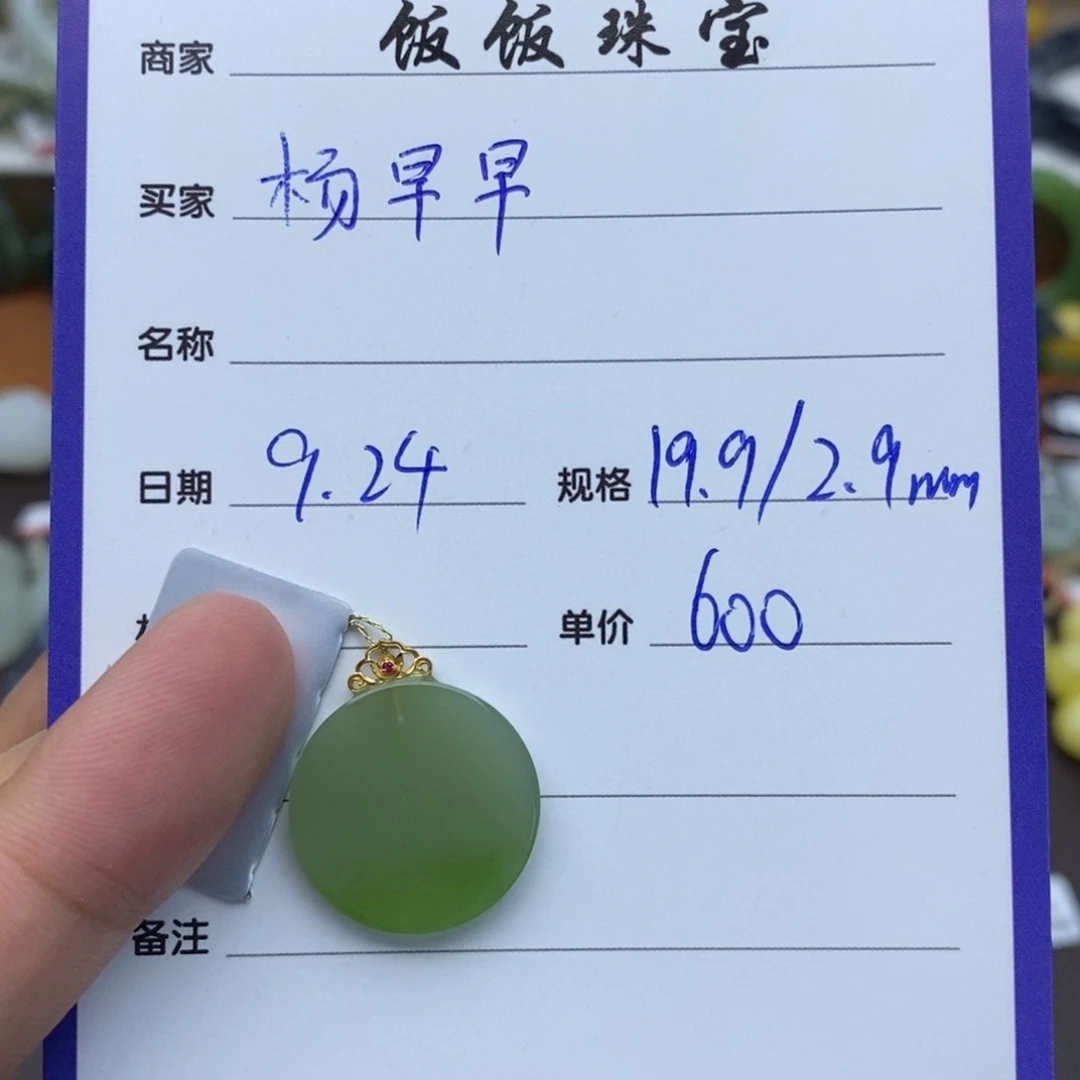 商家 饭饭珠宝
买家 杨早早
名称
日期 9.24 规格 19.9/2.9mm
单价 600
备注